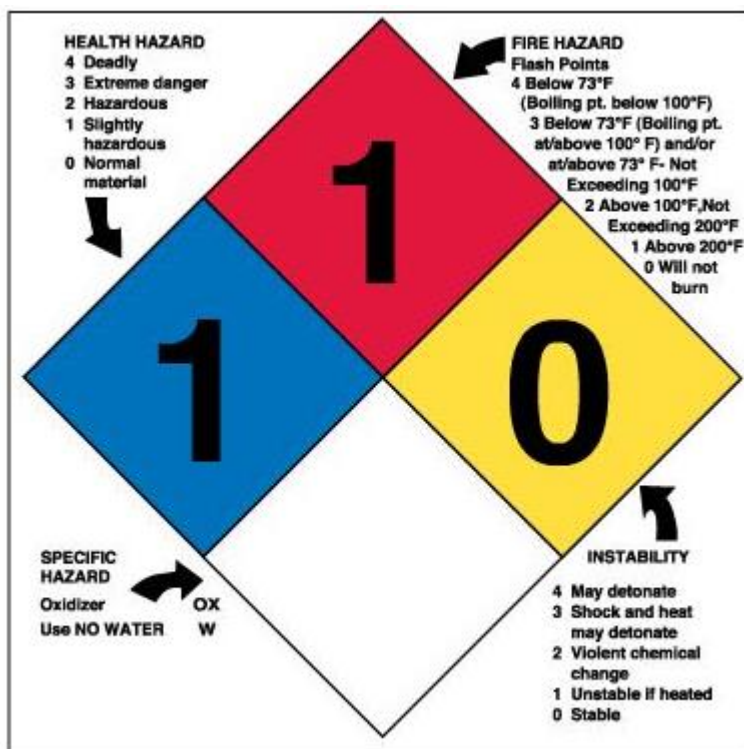 HEALTH HAZARD
4 Deadly
3 Extreme danger
2 Hazardous
1 Slightly
hazardous
0 Normal
material
FIRE HAZARD
Flash Points
4 Below 73°F
(Boiling pt. below 100°F)
3 Below 73°F (Boiling pt.
at/above 100° F) and/or
at/above 73° F- Not
Exceeding 100°F
2 Above 100°F,Not
Exceeding 200°F
1 Above 200°F
0 Will not
burn
1
1
0
SPECIFIC
HAZARD
Oxidizer OX
Use NO WATER W
INSTABILITY
4 May detonate
3 Shock and heat
may detonate
2 Violent chemical
change
1 Unstable if heated
0 Stable